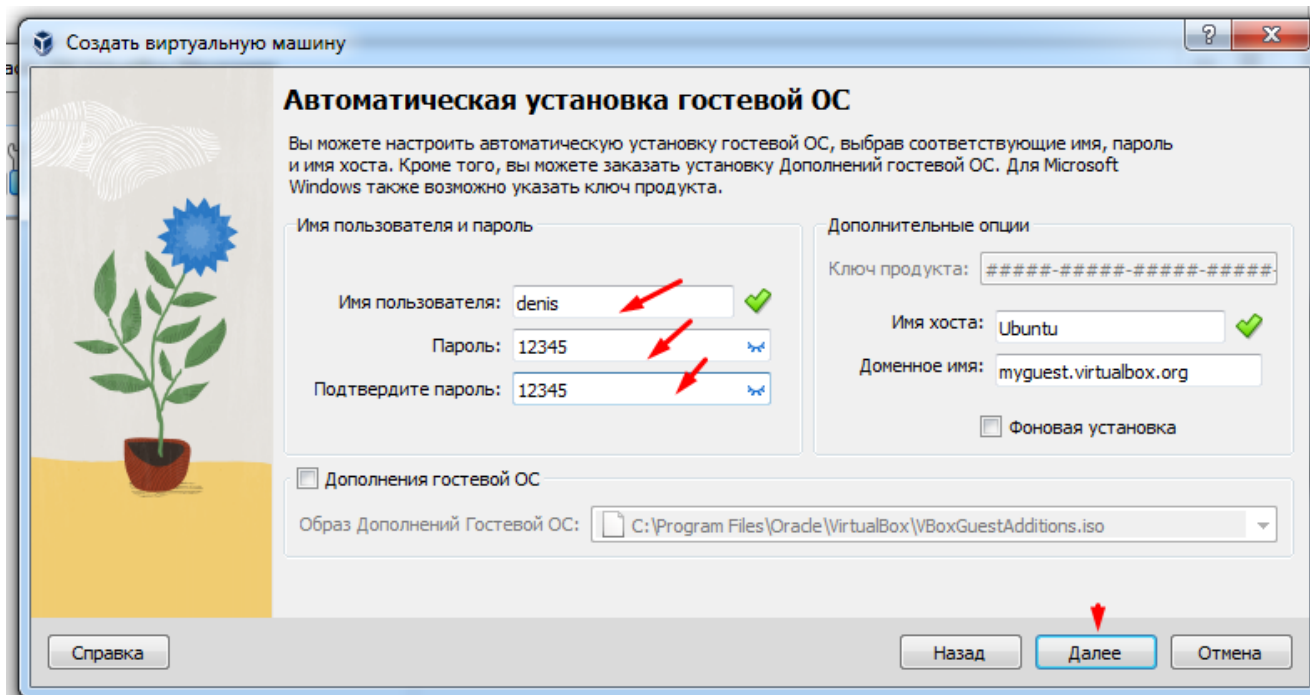 Создать виртуальную машину
Автоматическая установка гостевой ОС
Вы можете настроить автоматическую установку гостевой ОС, выбрав соответствующие имя, пароль
и имя хоста. Кроме того, вы можете заказать установку Дополнений гостевой ОС. Для Microsoft
Windows также возможно указать ключ продукта.
Имя пользователя и пароль
Имя пользователя: denis
Пароль: 12345
Подтвердите пароль: 12345
Дополнительные опции
Ключ продукта: #####-#####-#####-#####-
Имя хоста: Ubuntu
Доменное имя: myguest.virtualbox.org
Фоновая установка
Дополнения гостевой ОС
Образ Дополнений Гостевой ОС: C:\Program Files\Oracle\VirtualBox\VBoxGuestAdditions.iso
Справка Назад Далее Отмена